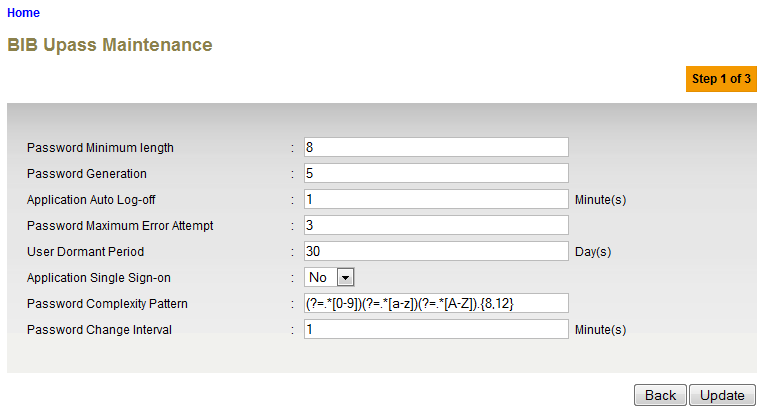 Home
BIB Upass Maintenance
Step 1 of 3
Password Minimum length : 8
Password Generation : 5
Application Auto Log-off : 1 Minute(s)
Password Maximum Error Attempt : 3
User Dormant Period : 30 Day(s)
Application Single Sign-on : No
Password Complexity Pattern : (?=.*[0-9])(?=.*[a-z])(?=.*[A-Z]).{8,12}
Password Change Interval : 1 Minute(s)
Back Update